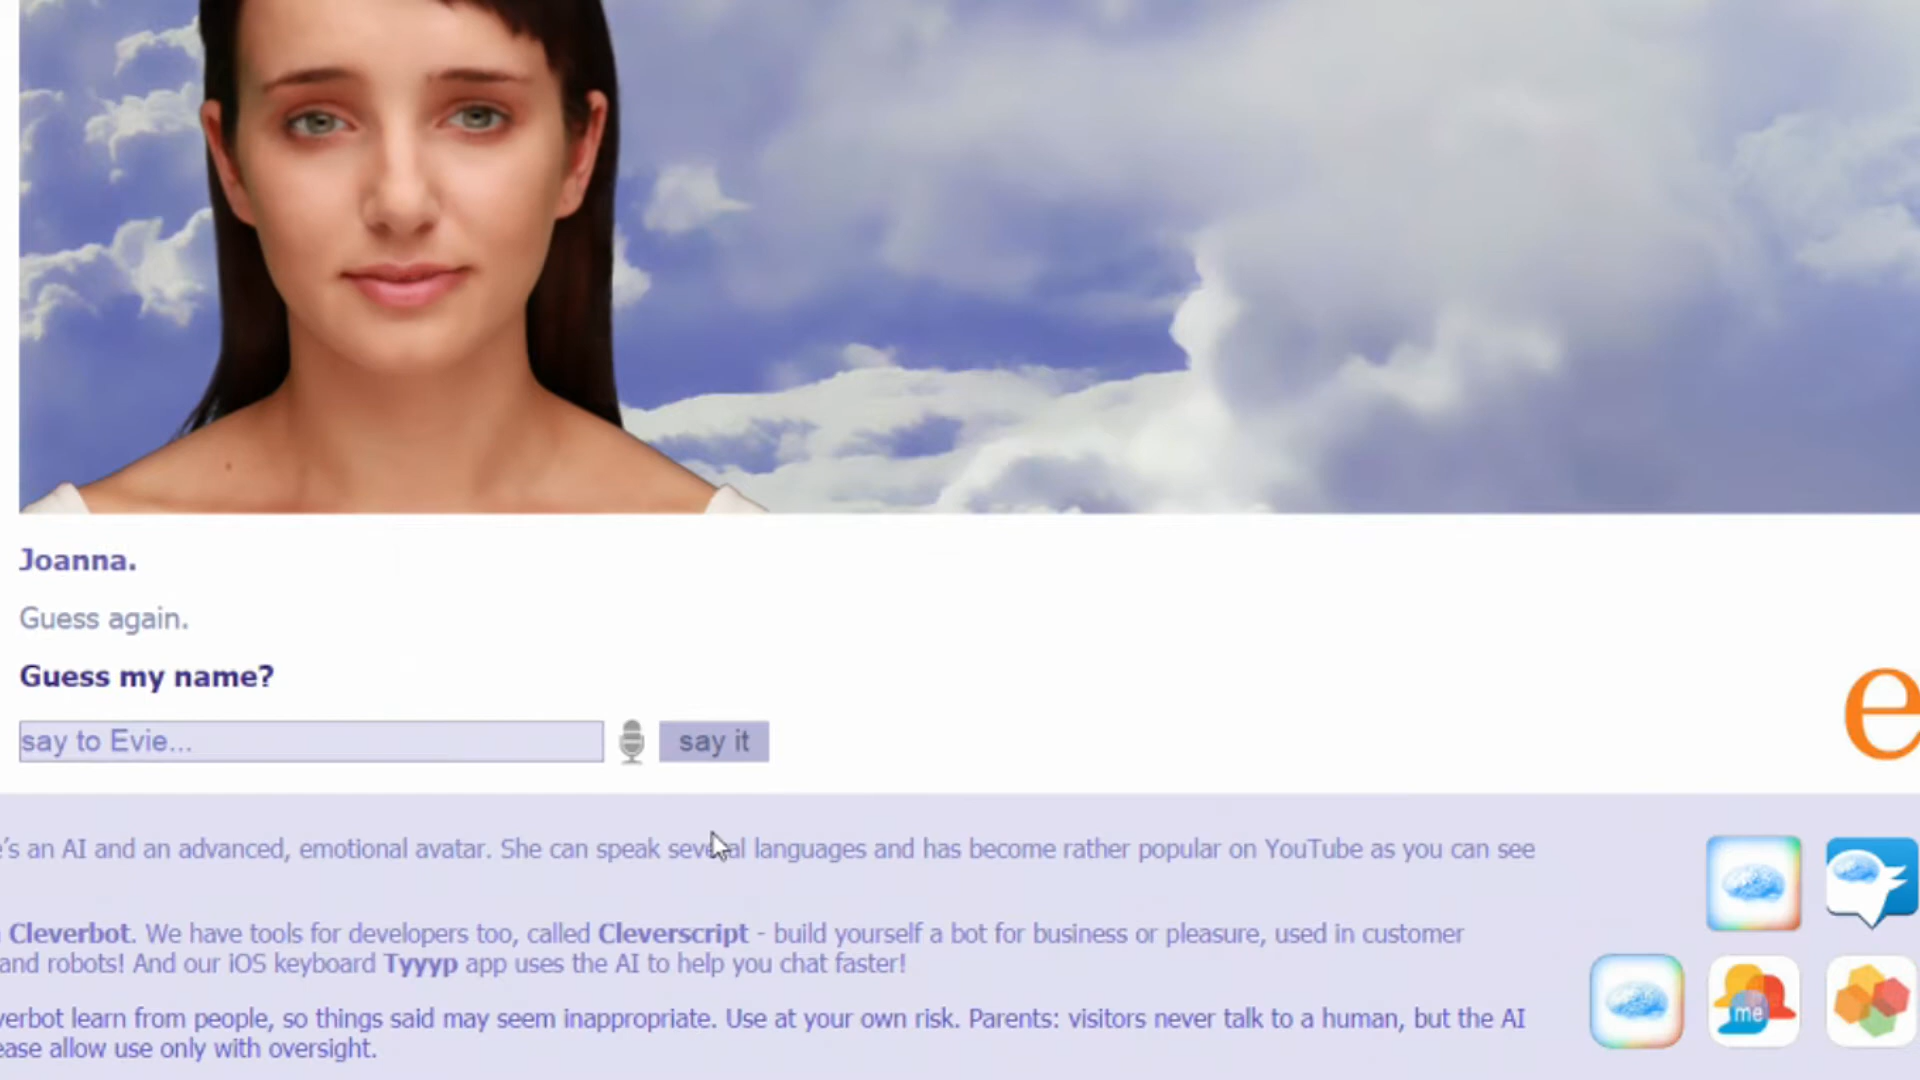 Joanna.
Guess again.
Guess my name?
say to Evie...
say it
e
's an AI and an advanced, emotional avatar. She can speak several languages and has become rather popular on YouTube as you can see
Cleverbot. We have tools for developers too, called Cleverscript - build yourself a bot for business or pleasure, used in customer
and robots! And our iOS keyboard Tyyyp app uses the AI to help you chat faster!
me
verbot learn from people, so things said may seem inappropriate. Use at your own risk. Parents: visitors never talk to a human, but the AI
ease allow use only with oversight.